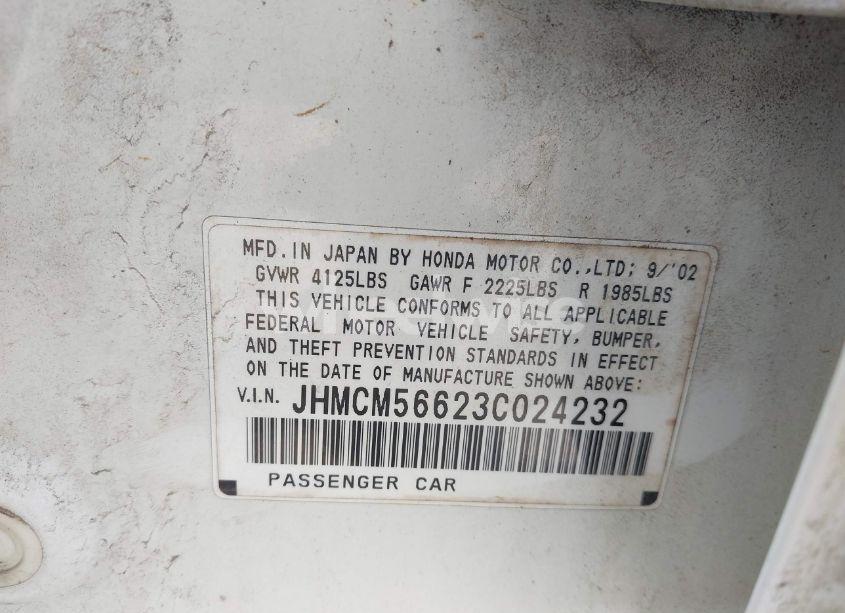 MFD. IN JAPAN BY HONDA MOTOR CO.,LTD; 9/'02
GVWR 4125LBS GAWR F 2225LBS R 1985LBS
THIS VEHICLE CONFORMS TO ALL APPLICABLE
FEDERAL MOTOR VEHICLE SAFETY, BUMPER,
AND THEFT PREVENTION STANDARDS IN EFFECT
ON THE DATE OF MANUFACTURE SHOWN ABOVE:
V.I.N. JHMCM56623C024232
PASSENGER CAR